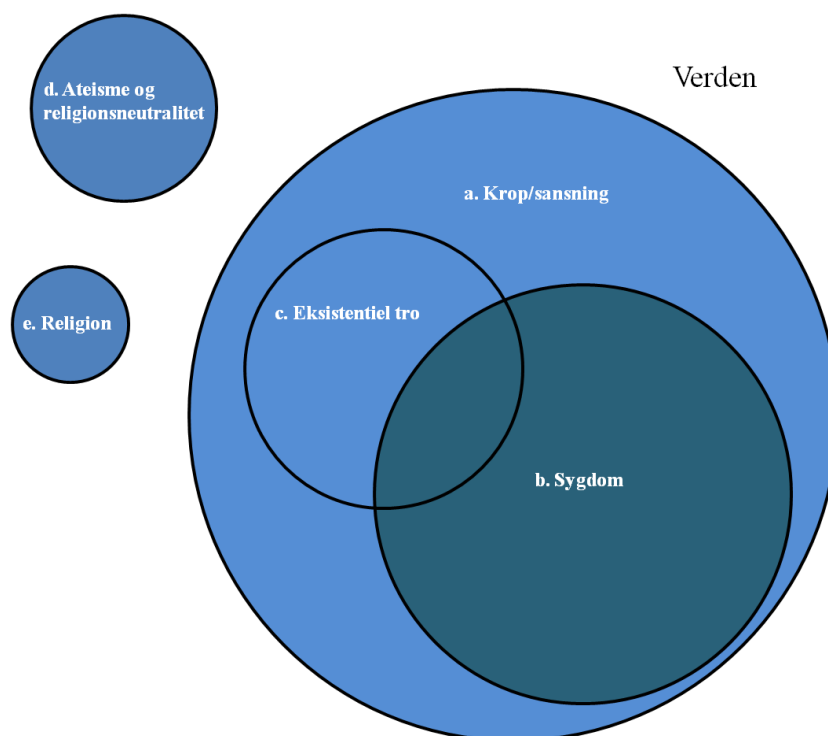 d. Ateisme og
religionsneutralitet
Verden
a. Krop/sansning
c. Eksistentiel tro
e. Religion
b. Sygdom